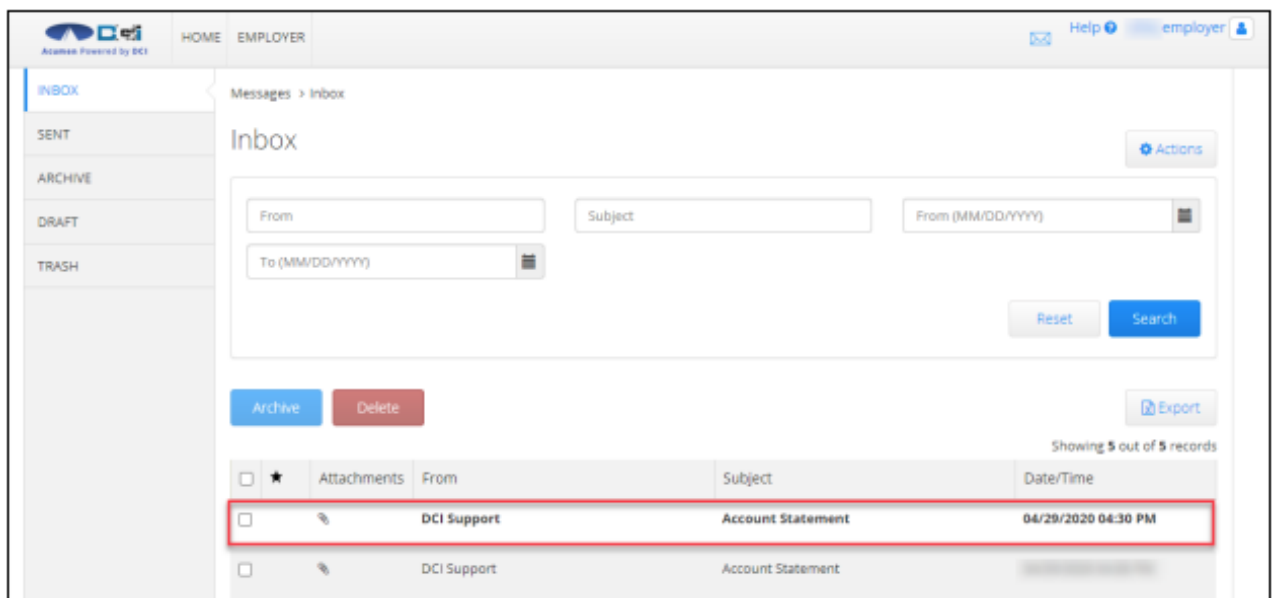 DCI
Acumen Powered by DCI
HOME EMPLOYER
Help employer
INBOX
SENT
ARCHIVE
DRAFT
TRASH
Messages > Inbox
Inbox
Actions
From Subject From (MM/DD/YYYY)
To (MM/DD/YYYY)
Reset Search
Archive Delete
Export
Showing 5 out of 5 records
Attachments From Subject Date/Time
DCI Support Account Statement 04/29/2020 04:30 PM
DCI Support Account Statement